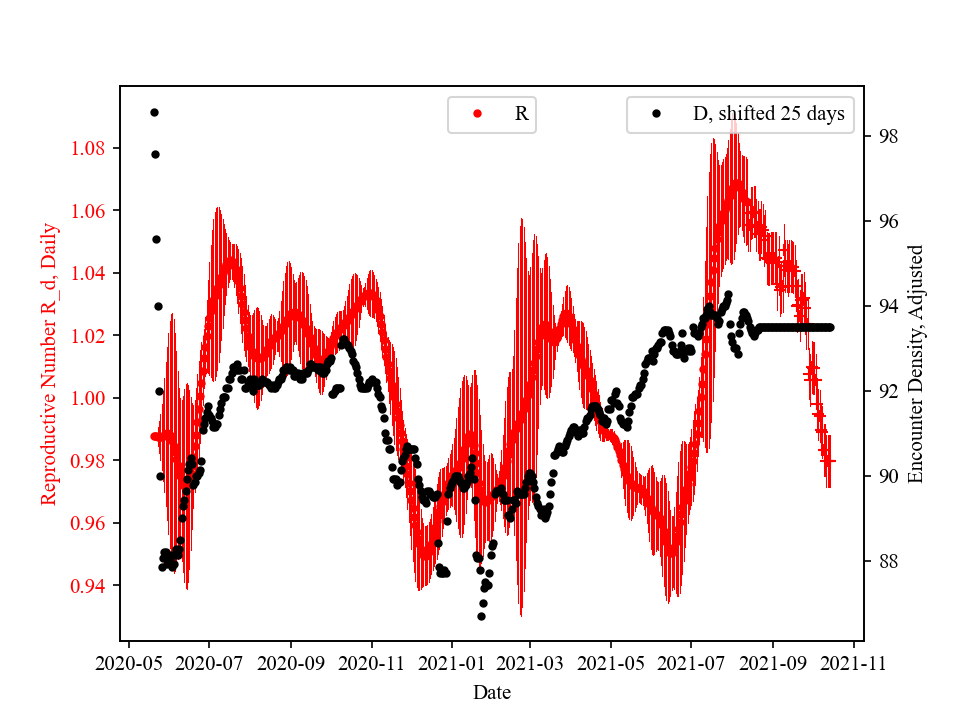 R
D, shifted 25 days
Reproductive Number R_d, Daily
1.08
1.06
1.04
1.02
1.00
0.98
0.96
0.94
98
96
94
92
90
88
Encounter Density, Adjusted
2020-05 2020-07 2020-09 2020-11 2021-01 2021-03 2021-05 2021-07 2021-09 2021-11
Date